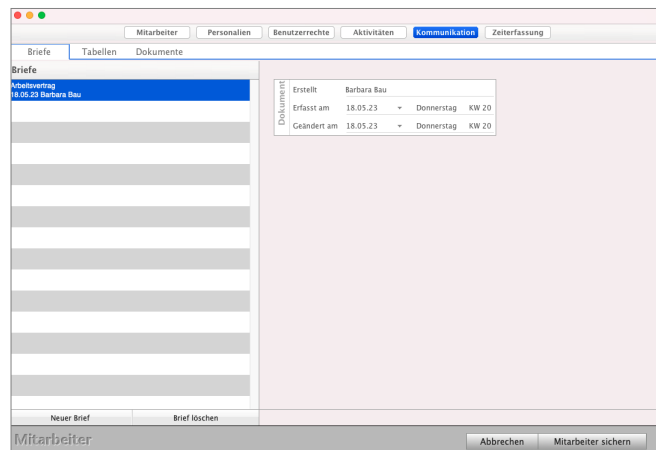 Mitarbeiter Personalien Benutzerrechte Aktivitäten Kommunikation Zeiterfassung
Briefe Tabellen Dokumente
Briefe
Arbeitsvertrag
18.05.23 Barbara Bau
Dokument
Erstellt Barbara Bau
Erfasst am 18.05.23 Donnerstag KW 20
Geändert am 18.05.23 Donnerstag KW 20
Neuer Brief Brief löschen
Mitarbeiter Abbrechen Mitarbeiter sichern